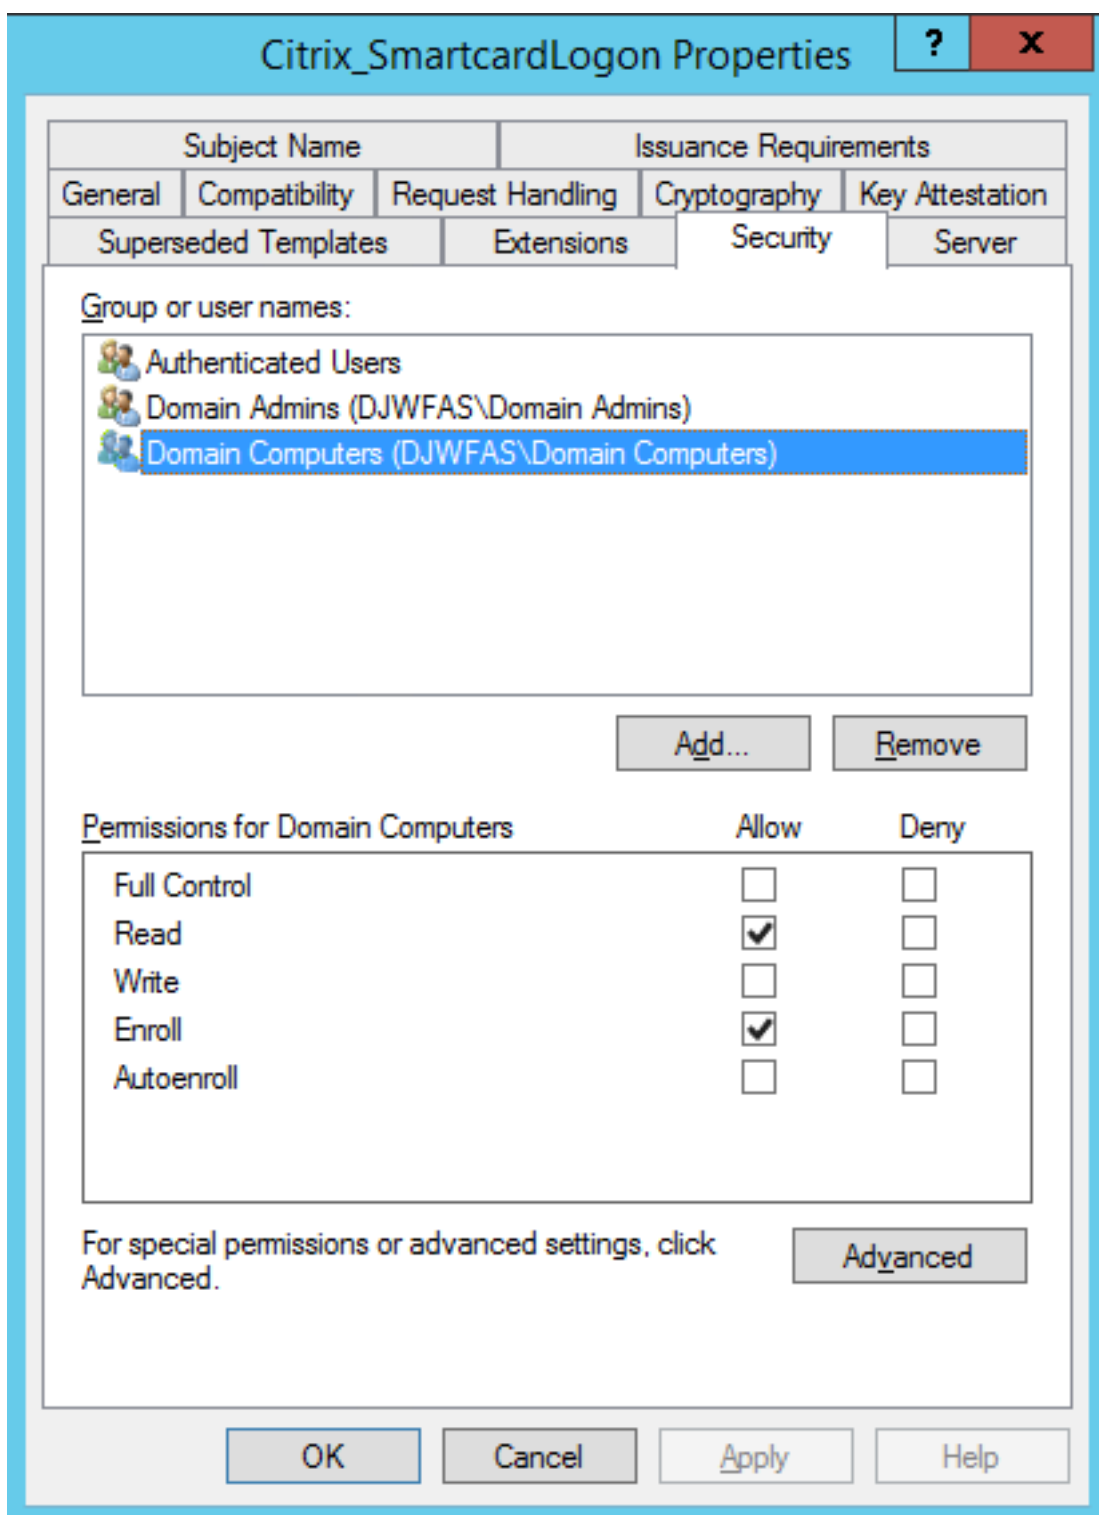 Citrix_SmartcardLogon Properties ? x
Subject Name Issuance Requirements
General Compatibility Request Handling Cryptography Key Attestation
Superseded Templates Extensions Security Server
Group or user names:
Authenticated Users
Domain Admins (DJWFAS\Domain Admins)
Domain Computers (DJWFAS\Domain Computers)
Add... Remove
Permissions for Domain Computers Allow Deny
Full Control
Read
Write
Enroll
Autoenroll
For special permissions or advanced settings, click
Advanced.
Advanced
OK Cancel Apply Help